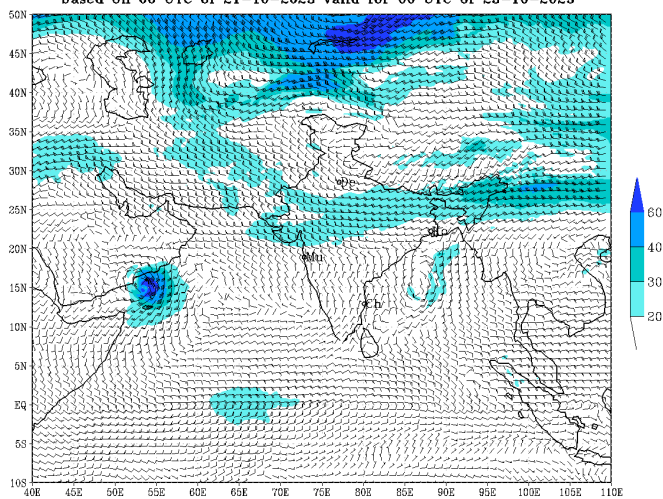 based on 00 UTC of 21-10-2023 valid for 00 UTC of 23-10-2023
50N
45N
40N
35N
30N
25N
20N
15N
10N
5N
EQ
5S
10S
40E 45E 50E 55E 60E 65E 70E 75E 80E 85E 90E 95E 100E 105E 110E
De
Ko
Mu
Ch
60
40
30
20